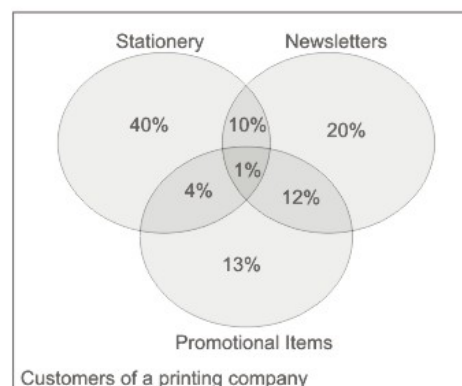 Stationery Newsletters
40% 10% 20%
1%
4% 12%
13%
Promotional Items
Customers of a printing company